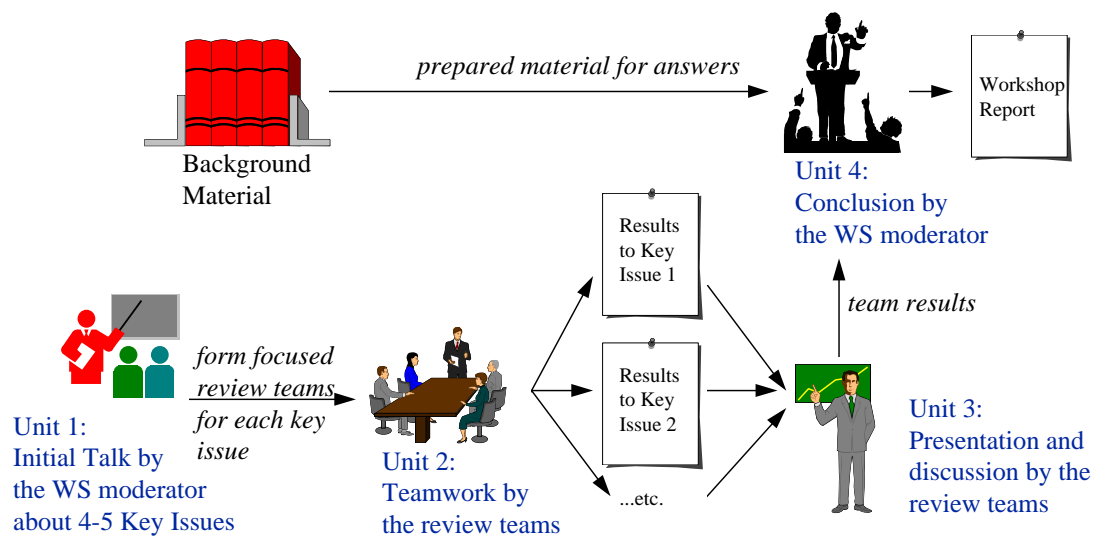 prepared material for answers
Workshop
Report
Background
Material
Unit 4:
Conclusion by
the WS moderator
Results
to Key
Issue 1
team results
form focused
review teams
for each key
issue
Results
to Key
Issue 2
Unit 1:
Initial Talk by
the WS moderator
about 4-5 Key Issues
Unit 2:
Teamwork by
the review teams
...etc.
Unit 3:
Presentation and
discussion by the
review teams